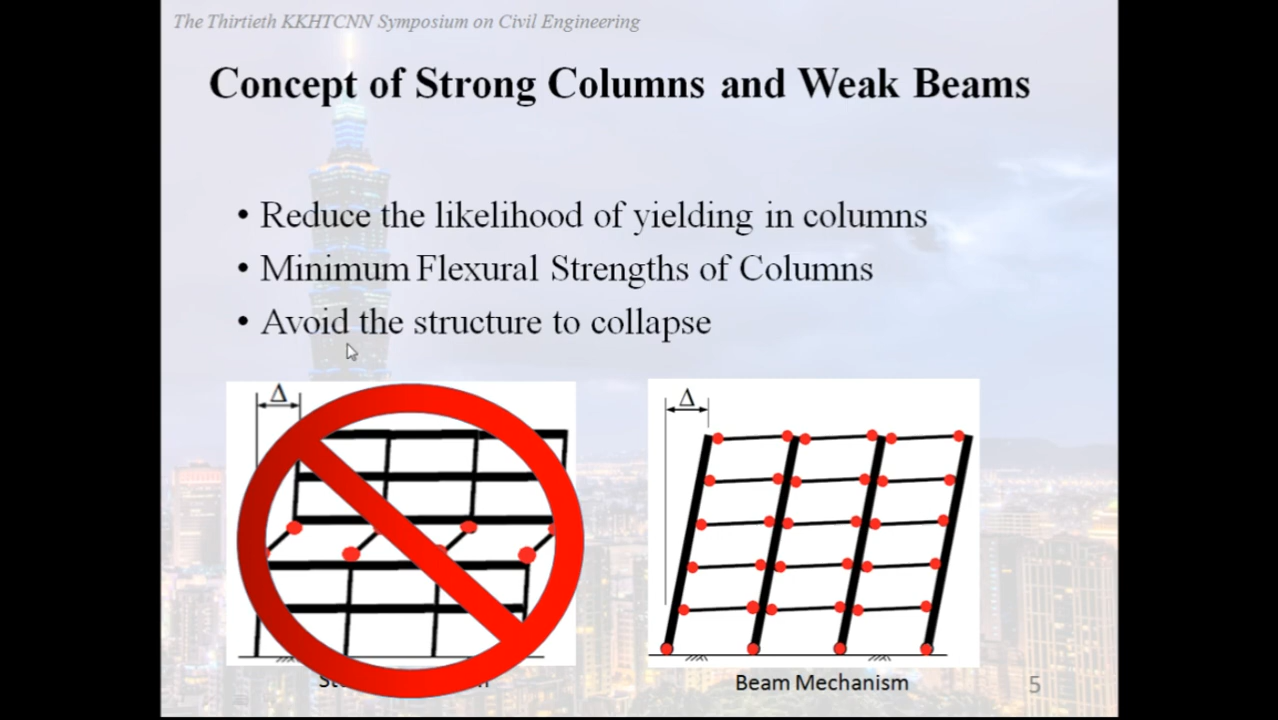 The Thirtieth KKHTCNN Symposium on Civil Engineering
Concept of Strong Columns and Weak Beams
• Reduce the likelihood of yielding in columns
• Minimum Flexural Strengths of Columns
• Avoid the structure to collapse
Δ
Δ
Beam Mechanism
5